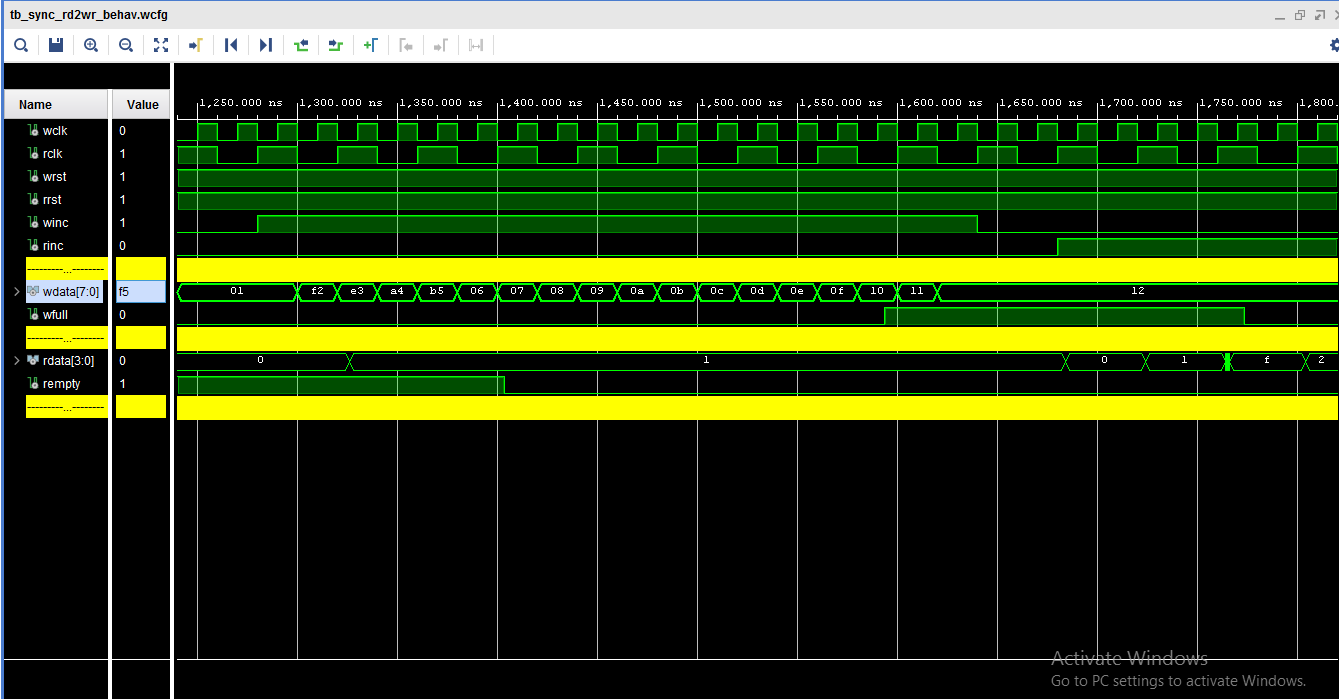 tb_sync_rd2wr_behav.wcfg
Name Value
1,250.000 ns 1,300.000 ns 1,350.000 ns 1,400.000 ns 1,450.000 ns 1,500.000 ns 1,550.000 ns 1,600.000 ns 1,650.000 ns 1,700.000 ns 1,750.000 ns 1,800.
wclk 0
rclk 1
wrst 1
rrst 1
winc 1
rinc 0
---------...--------
wdata[7:0] f5 01 f2 e3 a4 b5 06 07 08 09 0a 0b 0c 0d 0e 0f 10 11 12
wfull 0
---------...--------
rdata[3:0] 0 0 1 0 1 f 2
rempty 1
---------...--------
Activate Windows
Go to PC settings to activate Windows.